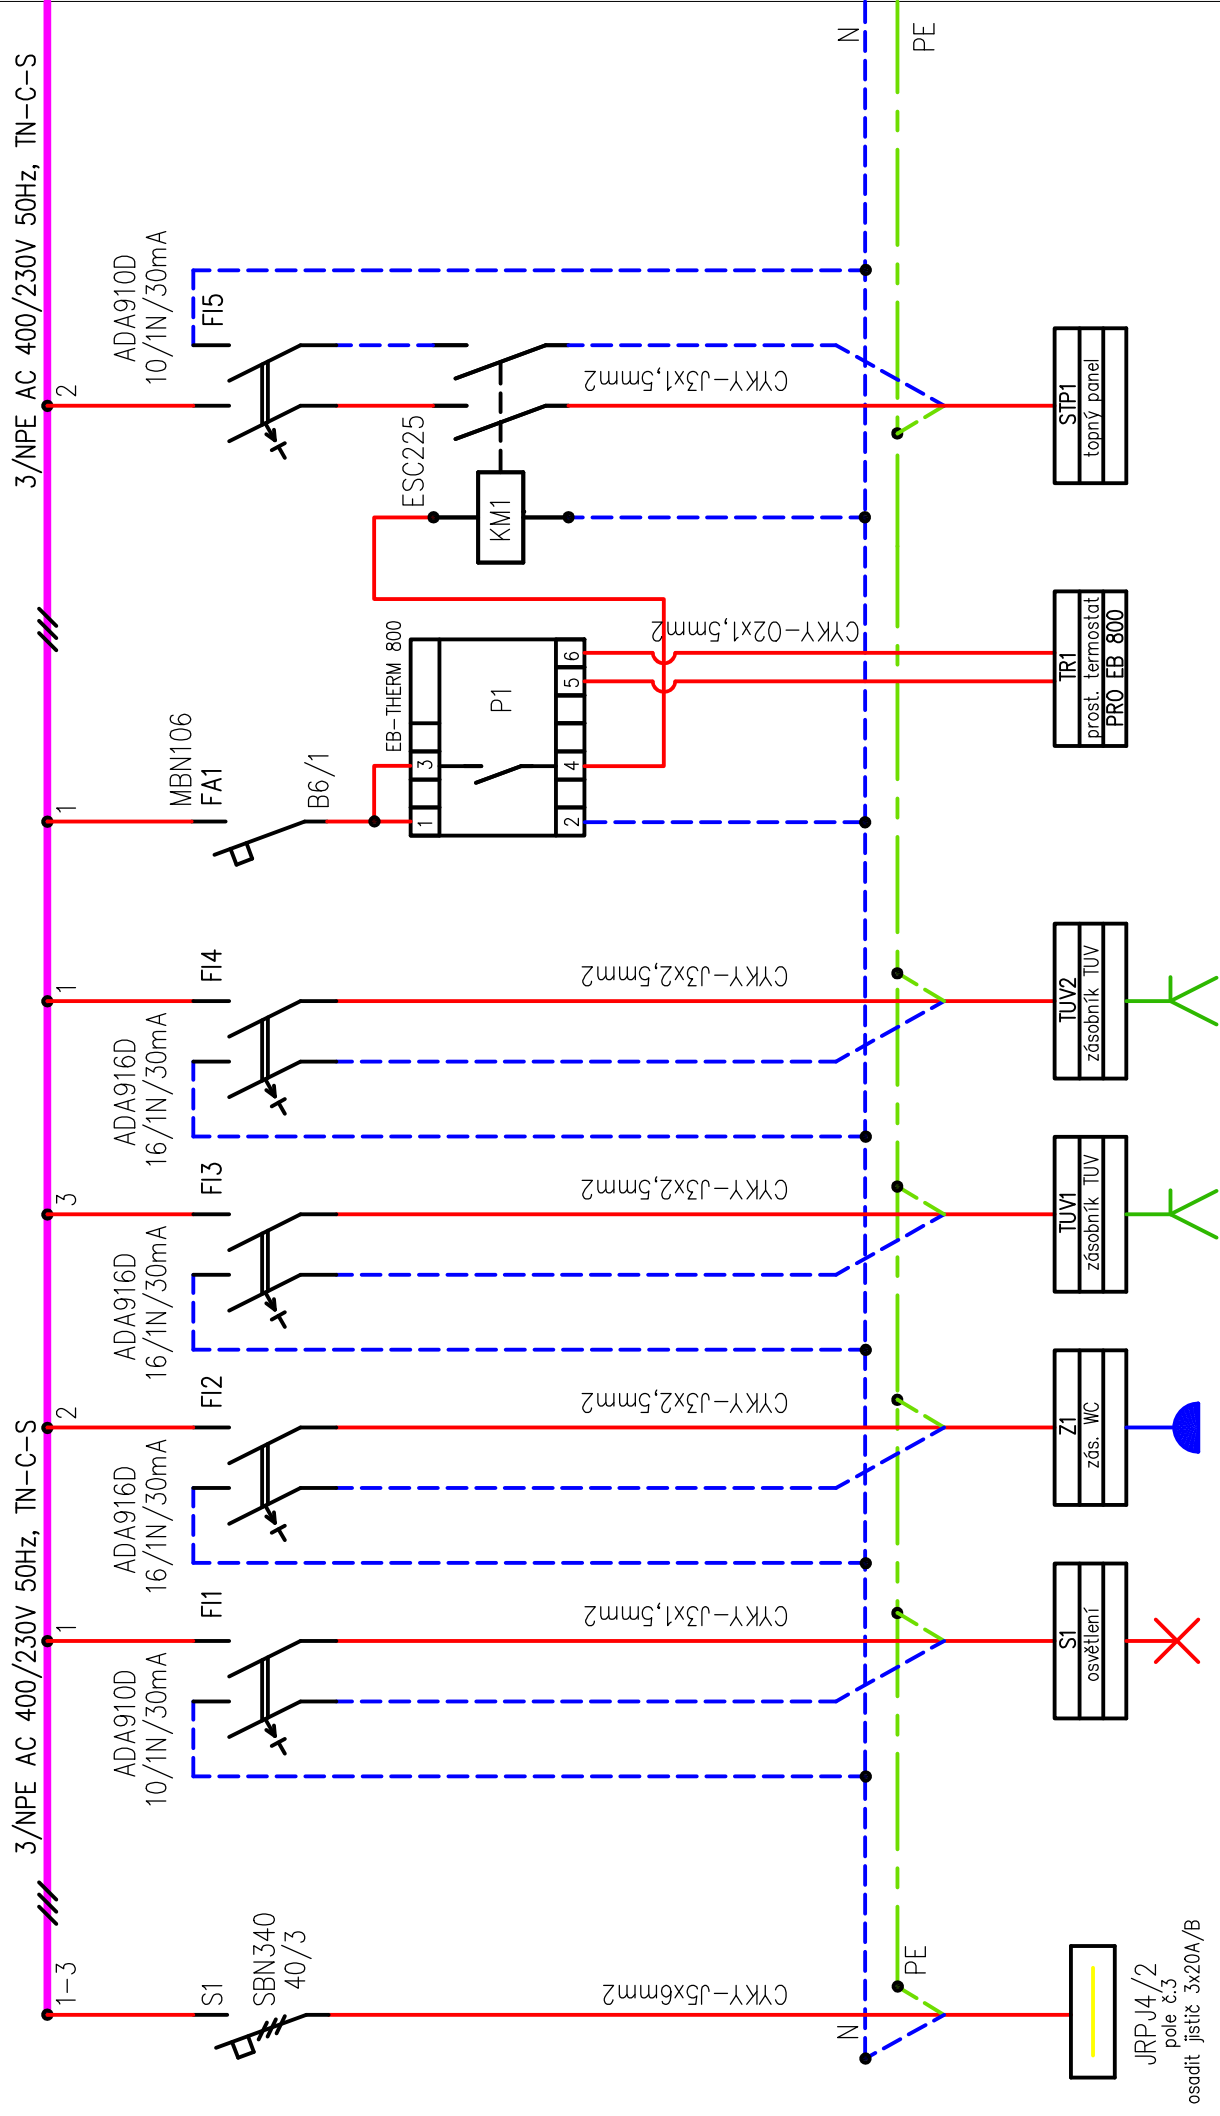 3/NPE AC 400/230V 50Hz, TN-C-S
3/NPE AC 400/230V 50Hz, TN-C-S
1-3
S1
SBN340
40/3
CYKY-J5x6mm2
N
PE
JRPJ4/2
pole č.3
osadit jistič 3x20A/B
1
ADA910D
10/1N/30mA
FI1
CYKY-J3x1,5mm2
S1
osvětlení
2
ADA916D
16/1N/30mA
FI2
CYKY-J3x2,5mm2
Z1
zás. WC
3
ADA916D
16/1N/30mA
FI3
CYKY-J3x2,5mm2
TUV1
zásobník TUV
1
ADA916D
16/1N/30mA
FI4
CYKY-J3x2,5mm2
TUV2
zásobník TUV
1
MBN106
FA1
B6/1
EB-THERM 800
1
3
P1
2
4
5
6
CYKY-O2x1,5mm2
TR1
prost. termostat
PRO EB 800
ESC225
KM1
2
ADA910D
10/1N/30mA
FI5
CYKY-J3x1,5mm2
STP1
topný panel
N
PE